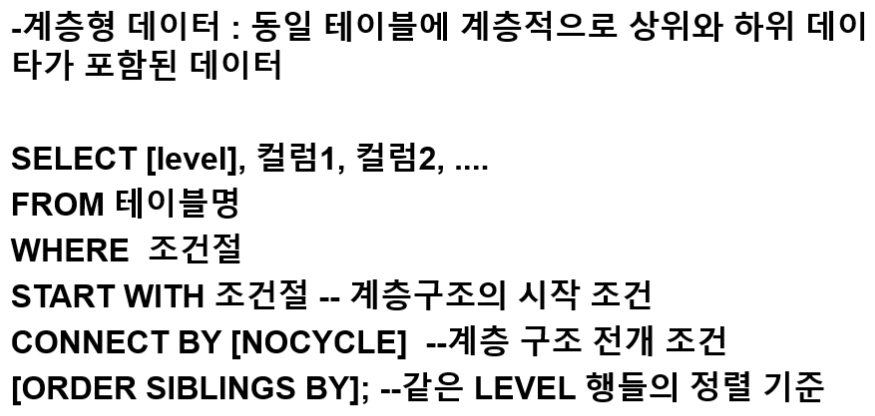 -계층형 데이터 : 동일 테이블에 계층적으로 상위와 하위 데이
타가 포함된 데이터
SELECT [level], 컬럼1, 컬럼2, ....
FROM 테이블명
WHERE  조건절
START WITH 조건절 -- 계층구조의 시작 조건
CONNECT BY [NOCYCLE]  --계층 구조 전개 조건
[ORDER SIBLINGS BY]; --같은 LEVEL 행들의 정렬 기준